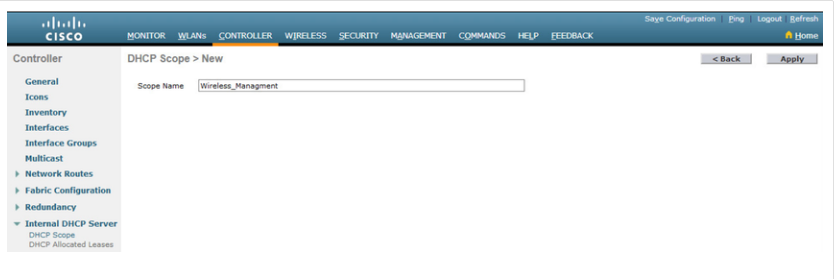 Save Configuration | Ping | Logout | Refresh
CISCO MONITOR WLANs CONTROLLER WIRELESS SECURITY MANAGEMENT COMMANDS HELP FEEDBACK Home
Controller DHCP Scope > New < Back Apply
General
Scope Name Wireless_Managment
Icons
Inventory
Interfaces
Interface Groups
Multicast
Network Routes
Fabric Configuration
Redundancy
Internal DHCP Server
DHCP Scope
DHCP Allocated Leases